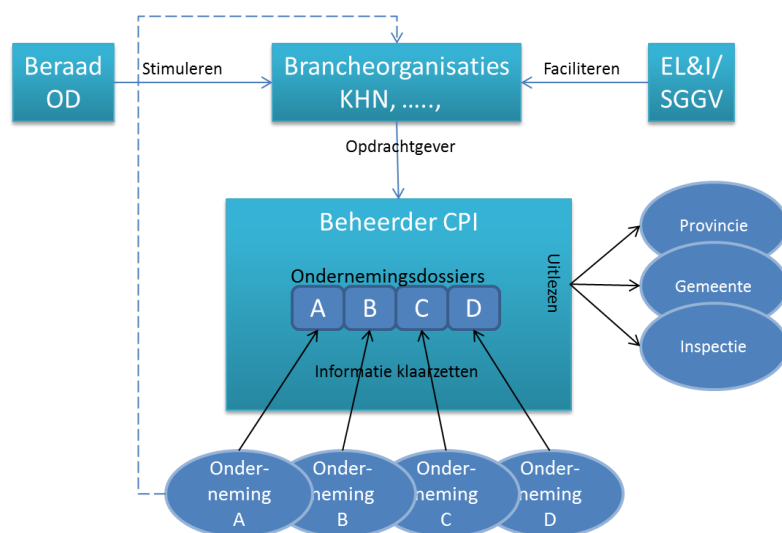 Beraad
OD
Stimuleren
Brancheorganisaties
KHN, .....,
Faciliteren
EL&I/
SGGV
Opdrachtgever
Beheerder CPI
Ondernemingsdossiers
A
B
C
D
Informatie klaarzetten
Uitlezen
Provincie
Gemeente
Inspectie
Onder-
neming
A
Onder-
neming
B
Onder-
neming
C
Onder-
neming
D